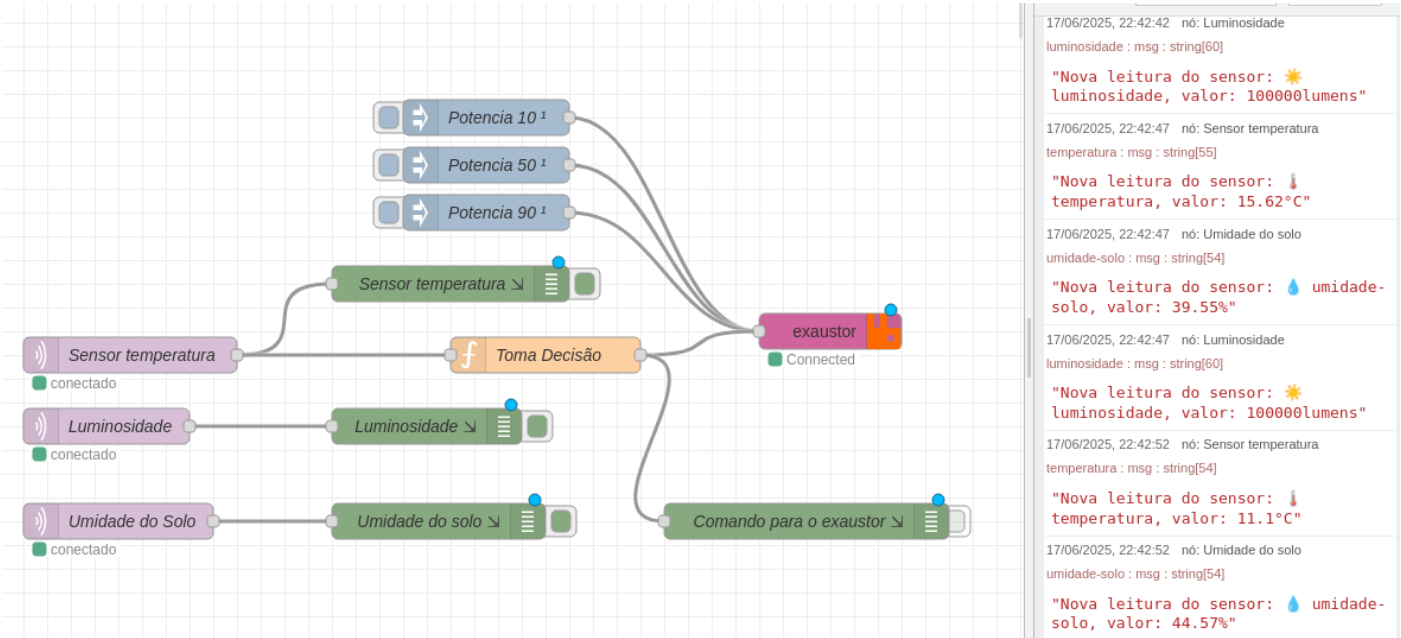 Potencia 10 ¹
Potencia 50 ¹
Potencia 90 ¹
Sensor temperatura
exaustor
Connected
Sensor temperatura
conectado
Toma Decisão
Luminosidade
conectado
Luminosidade
Umidade do Solo
conectado
Umidade do solo
Comando para o exaustor
17/06/2025, 22:42:42 nó: Luminosidade
luminosidade : msg : string[60]
"Nova leitura do sensor: ☀️
luminosidade, valor: 100000lumens"
17/06/2025, 22:42:47 nó: Sensor temperatura
temperatura : msg : string[55]
"Nova leitura do sensor: 🌡️
temperatura, valor: 15.62°C"
17/06/2025, 22:42:47 nó: Umidade do solo
umidade-solo : msg : string[54]
"Nova leitura do sensor: 💧 umidade-
solo, valor: 39.55%"
17/06/2025, 22:42:47 nó: Luminosidade
luminosidade : msg : string[60]
"Nova leitura do sensor: ☀️
luminosidade, valor: 100000lumens"
17/06/2025, 22:42:52 nó: Sensor temperatura
temperatura : msg : string[54]
"Nova leitura do sensor: 🌡️
temperatura, valor: 11.1°C"
17/06/2025, 22:42:52 nó: Umidade do solo
umidade-solo : msg : string[54]
"Nova leitura do sensor: 💧 umidade-
solo, valor: 44.57%"